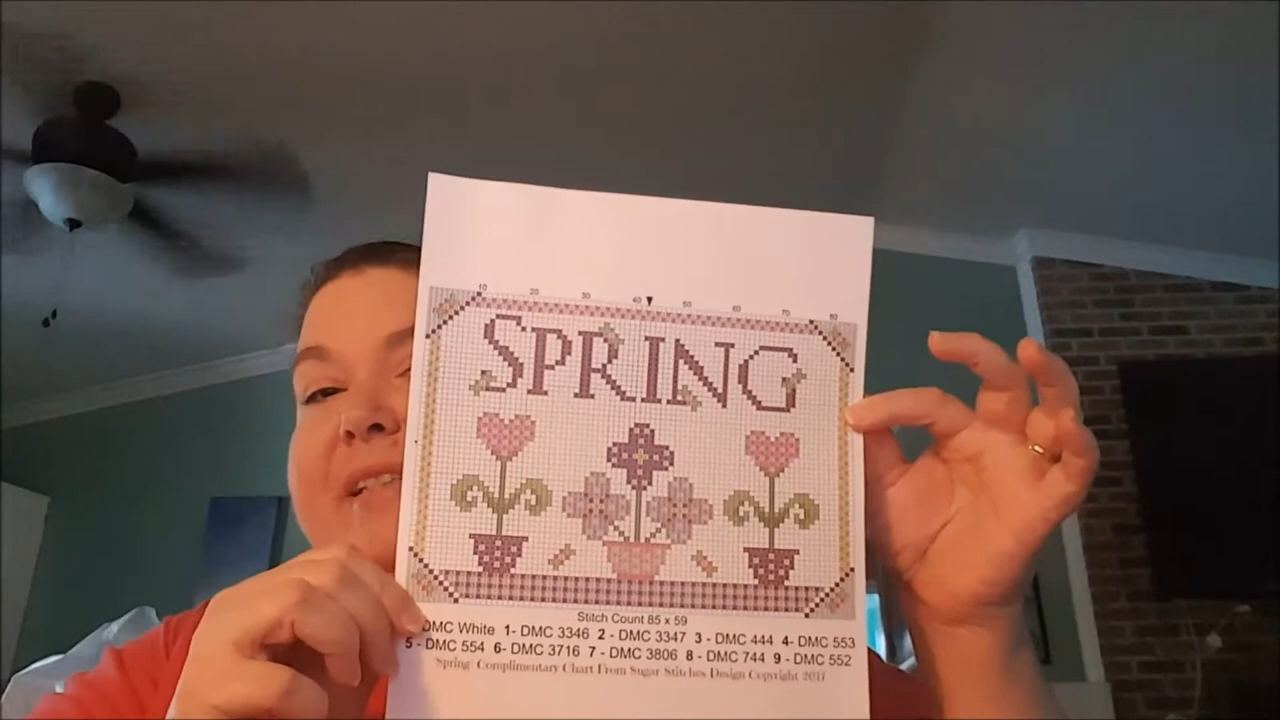 10 20 30 40 50 60 70 80
SPRING
Stitch Count 85 x 59
DMC White 1- DMC 3346 2 - DMC 3347 3 - DMC 444 4- DMC 553
5 - DMC 554 6- DMC 3716 7 - DMC 3806 8 - DMC 744 9 - DMC 552
'Spring' Complimentary Chart From Sugar Stitches Design Copyright 2017